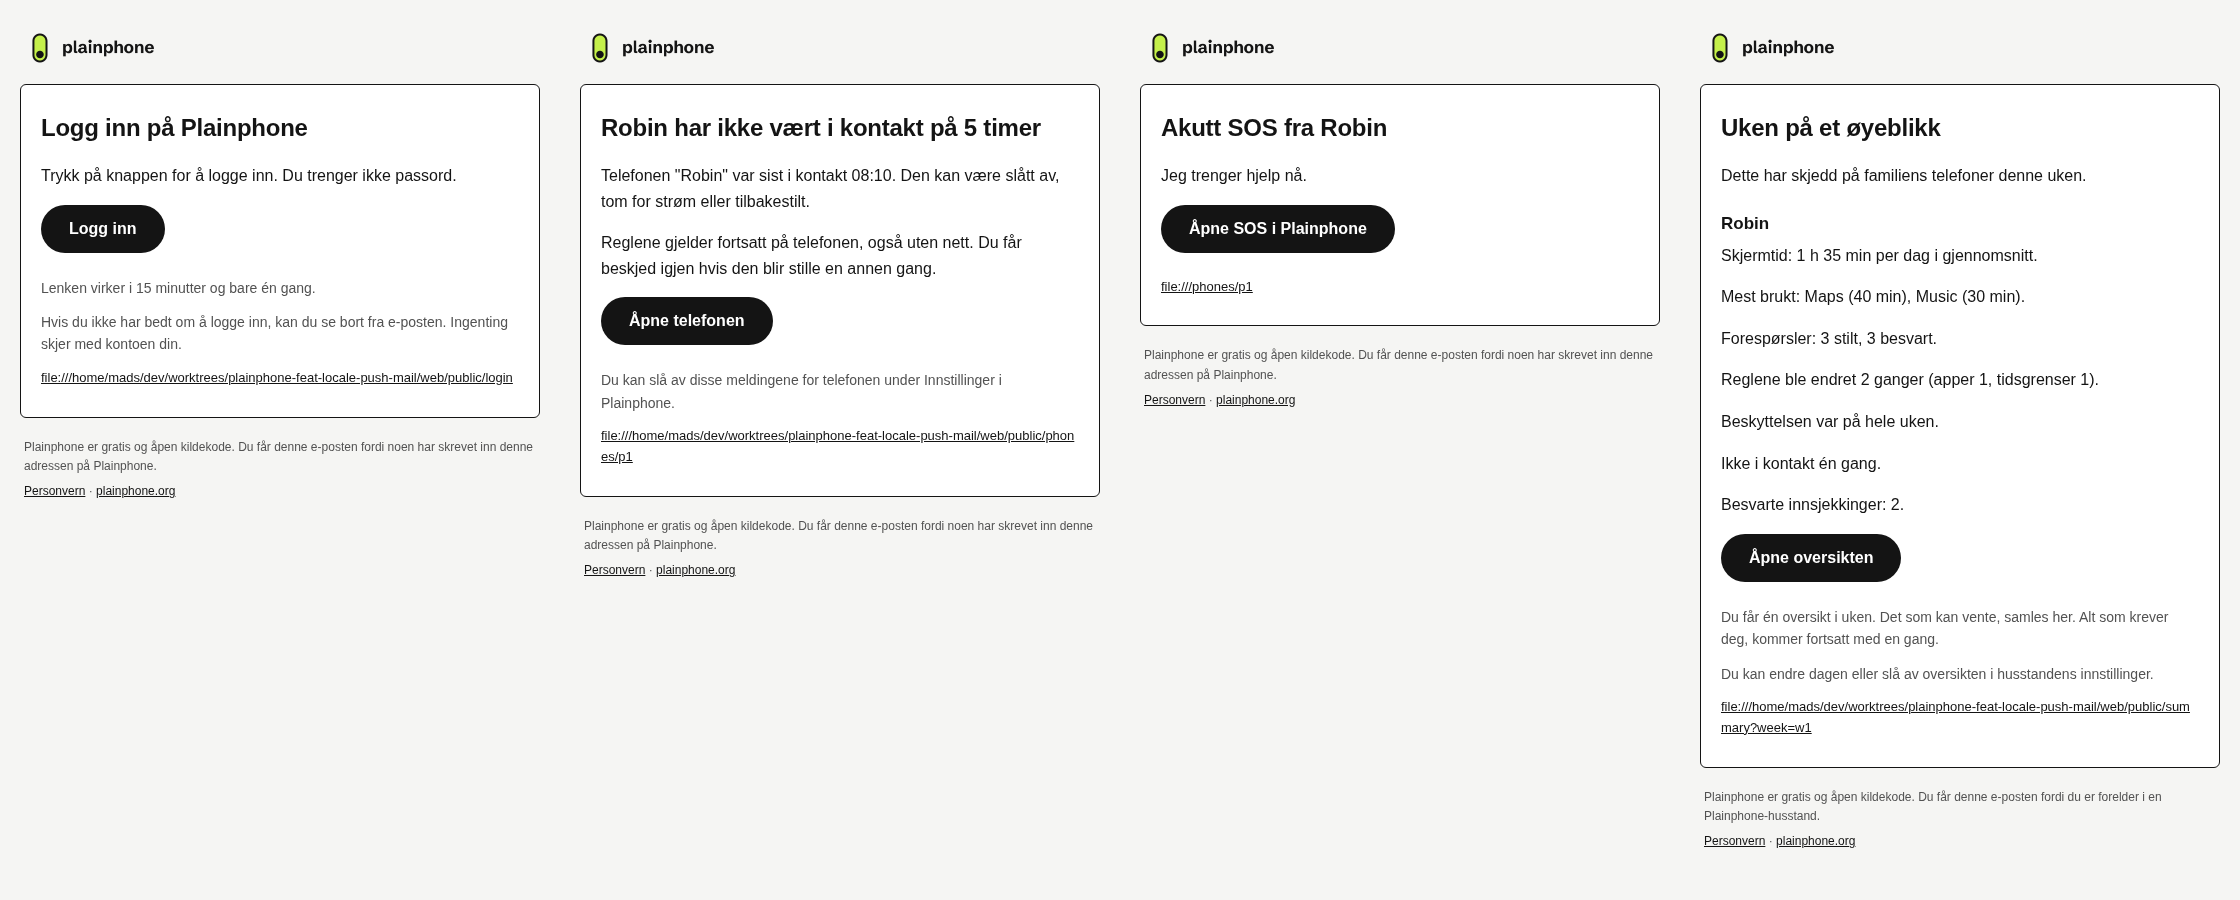 plainphone
Logg inn på Plainphone
Trykk på knappen for å logge inn. Du trenger ikke passord.
Logg inn
Lenken virker i 15 minutter og bare én gang.
Hvis du ikke har bedt om å logge inn, kan du se bort fra e-posten. Ingenting
skjer med kontoen din.
file:///home/mads/dev/worktrees/plainphone-feat-locale-push-mail/web/public/login
Plainphone er gratis og åpen kildekode. Du får denne e-posten fordi noen har skrevet inn denne
adressen på Plainphone.
Personvern · plainphone.org
plainphone
Robin har ikke vært i kontakt på 5 timer
Telefonen "Robin" var sist i kontakt 08:10. Den kan være slått av,
tom for strøm eller tilbakestilt.
Reglene gjelder fortsatt på telefonen, også uten nett. Du får
beskjed igjen hvis den blir stille en annen gang.
Åpne telefonen
Du kan slå av disse meldingene for telefonen under Innstillinger i
Plainphone.
file:///home/mads/dev/worktrees/plainphone-feat-locale-push-mail/web/public/phon
es/p1
Plainphone er gratis og åpen kildekode. Du får denne e-posten fordi noen har skrevet inn denne
adressen på Plainphone.
Personvern · plainphone.org
plainphone
Akutt SOS fra Robin
Jeg trenger hjelp nå.
Åpne SOS i Plainphone
file:///phones/p1
Plainphone er gratis og åpen kildekode. Du får denne e-posten fordi noen har skrevet inn denne
adressen på Plainphone.
Personvern · plainphone.org
plainphone
Uken på et øyeblikk
Dette har skjedd på familiens telefoner denne uken.
Robin
Skjermtid: 1 h 35 min per dag i gjennomsnitt.
Mest brukt: Maps (40 min), Music (30 min).
Forespørsler: 3 stilt, 3 besvart.
Reglene ble endret 2 ganger (apper 1, tidsgrenser 1).
Beskyttelsen var på hele uken.
Ikke i kontakt én gang.
Besvarte innsjekkinger: 2.
Åpne oversikten
Du får én oversikt i uken. Det som kan vente, samles her. Alt som krever
deg, kommer fortsatt med en gang.
Du kan endre dagen eller slå av oversikten i husstandens innstillinger.
file:///home/mads/dev/worktrees/plainphone-feat-locale-push-mail/web/public/sum
mary?week=w1
Plainphone er gratis og åpen kildekode. Du får denne e-posten fordi du er forelder i en
Plainphone-husstand.
Personvern · plainphone.org